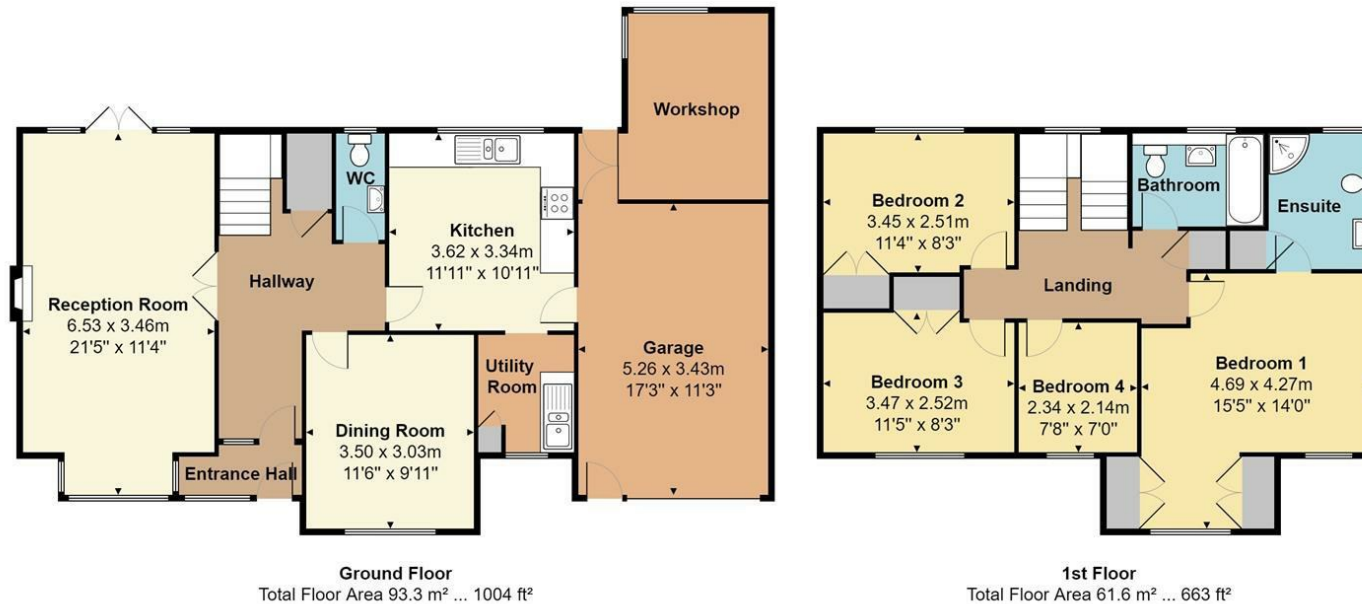 Workshop
WC
Kitchen
3.62 x 3.34m
11'11" x 10'11"
Hallway
Reception Room
6.53 x 3.46m
21'5" x 11'4"
Garage
5.26 x 3.43m
17'3" x 11'3"
Utility
Room
Dining Room
3.50 x 3.03m
11'6" x 9'11"
Entrance Hall
Ground Floor
Total Floor Area 93.3 m² ... 1004 ft²
Bedroom 2
3.45 x 2.51m
11'4" x 8'3"
Bathroom
Ensuite
Landing
Bedroom 3
3.47 x 2.52m
11'5" x 8'3"
Bedroom 4
2.34 x 2.14m
7'8" x 7'0"
Bedroom 1
4.69 x 4.27m
15'5" x 14'0"
1st Floor
Total Floor Area 61.6 m² ... 663 ft²